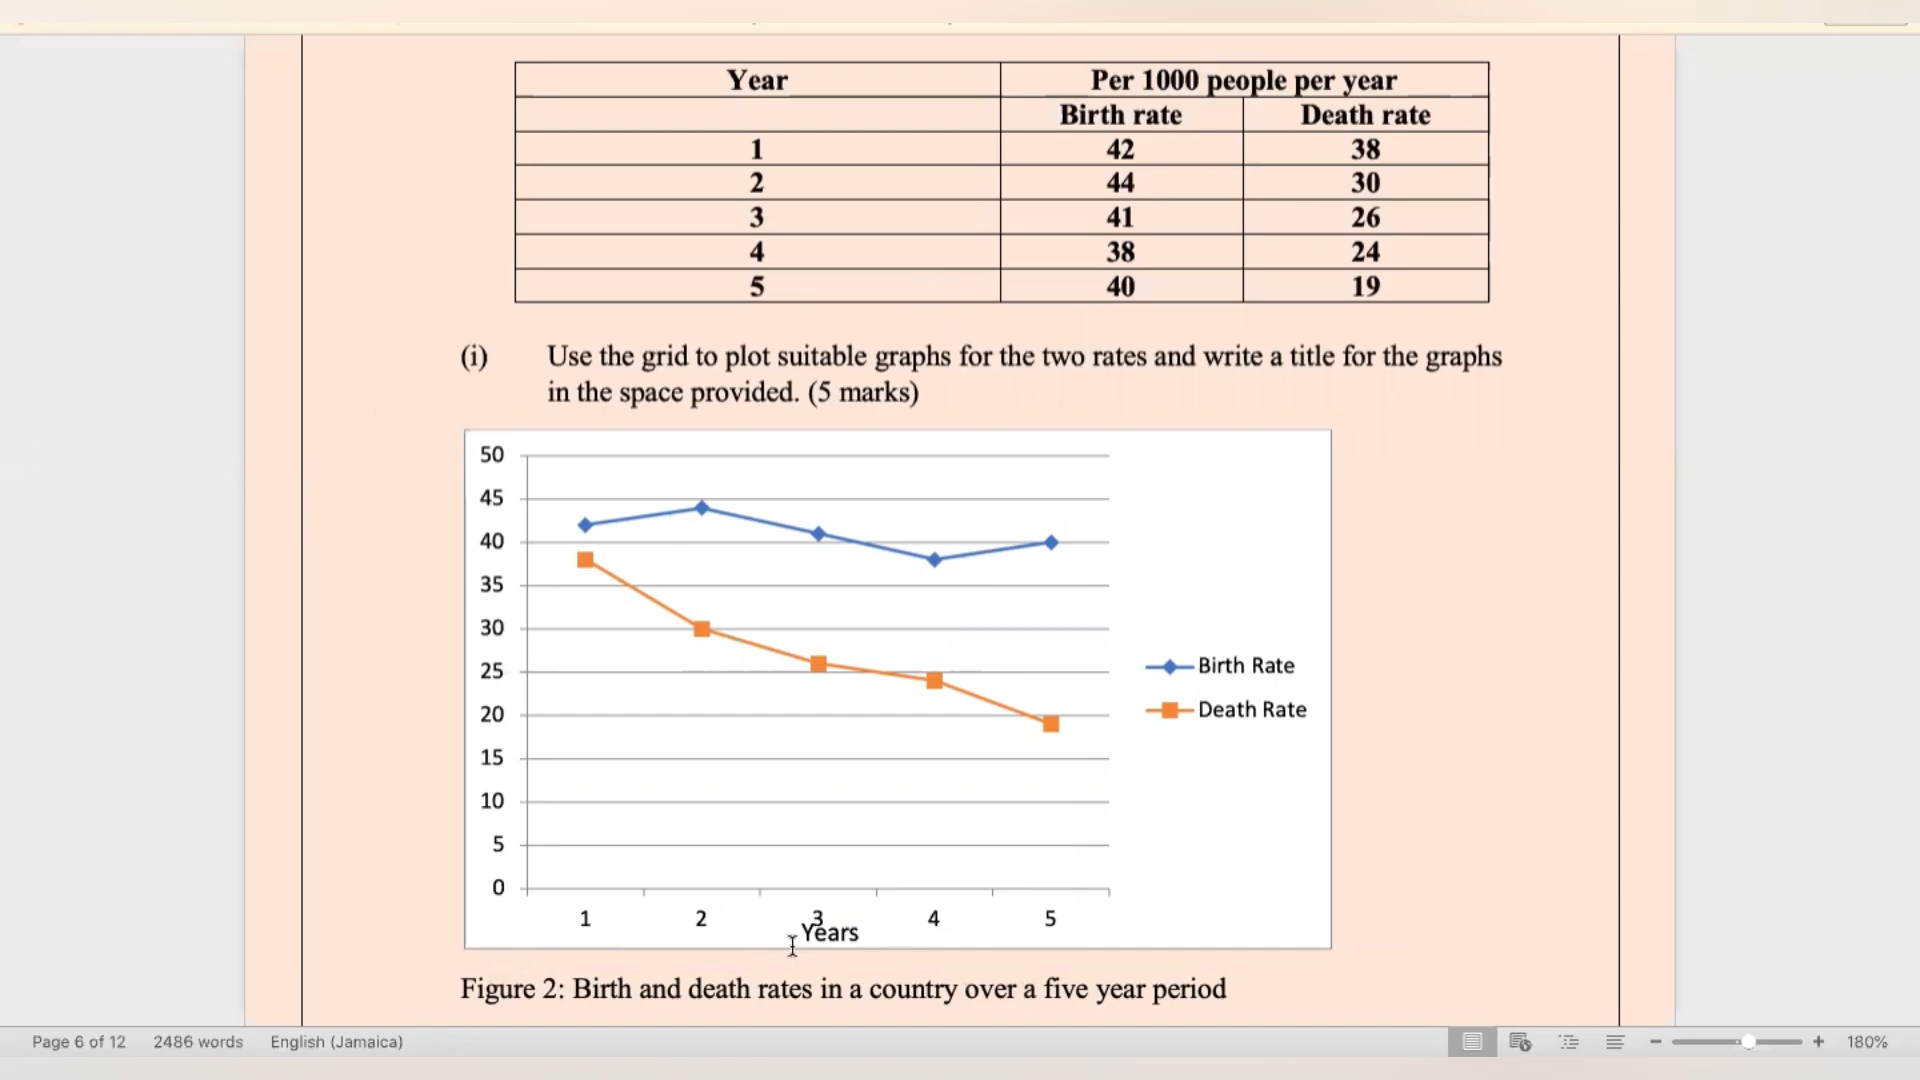 Year Per 1000 people per year
Birth rate Death rate
1 42 38
2 44 30
3 41 26
4 38 24
5 40 19
(i) Use the grid to plot suitable graphs for the two rates and write a title for the graphs
in the space provided. (5 marks)
50
45
40
35
30
25
20
15
10
5
0
1 2 3 4 5
Years
Birth Rate
Death Rate
Figure 2: Birth and death rates in a country over a five year period
Page 6 of 12 2486 words English (Jamaica) 180%